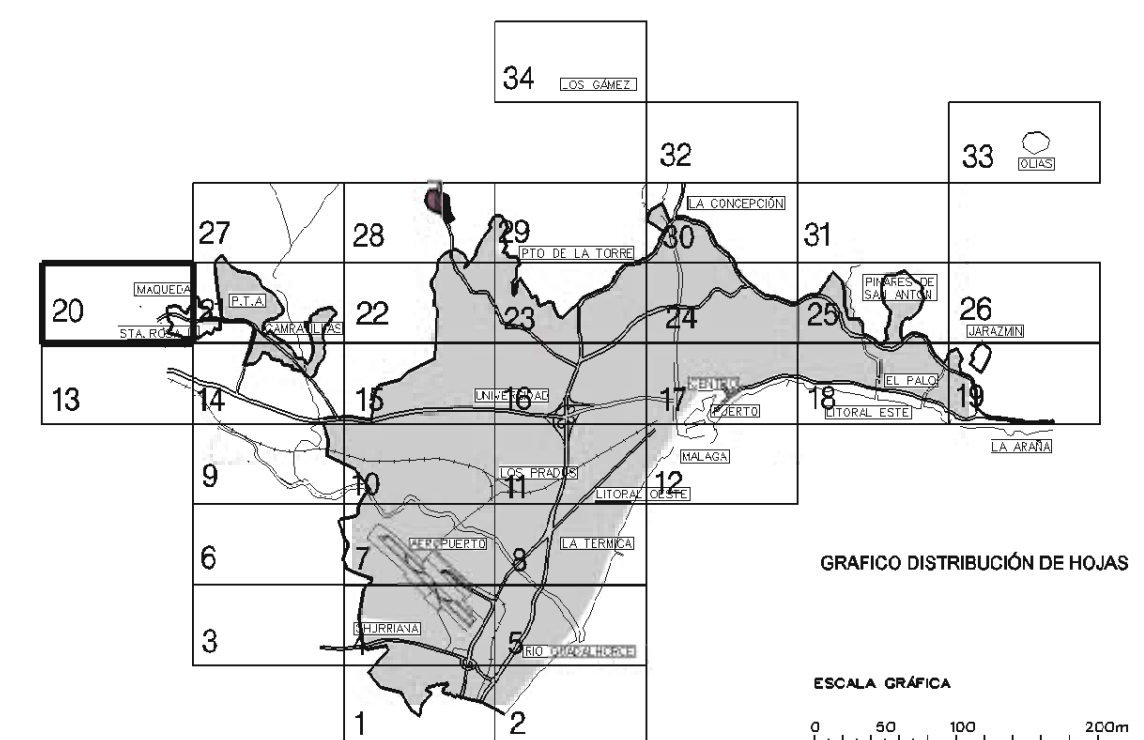 34
LOS GÁMEZ
32
33
OLIAS
LA CONCEPCIÓN
27
28
29
30
31
PTO DE LA TORRE
MAQUEDA
P.T.A.
PINARES DE
SAN ANTÓN
20
21
22
23
24
25
26
STA. ROSALIA
CAMPANILLAS
JARAZMIN
CENTRO
EL PALO
13
14
15
UNIVERSIDAD
16
17
PUERTO
18
LITORAL ESTE
19
MALAGA
LA ARAÑA
9
10
LOS PRADOS
11
12
LITORAL OESTE
6
7
AEROPUERTO
8
LA TERMICA
GRAFICO DISTRIBUCIÓN DE HOJAS
3
CHURRIANA
5
RIO GUADALHORCE
1
2
ESCALA GRÁFICA
0 50 100 200m